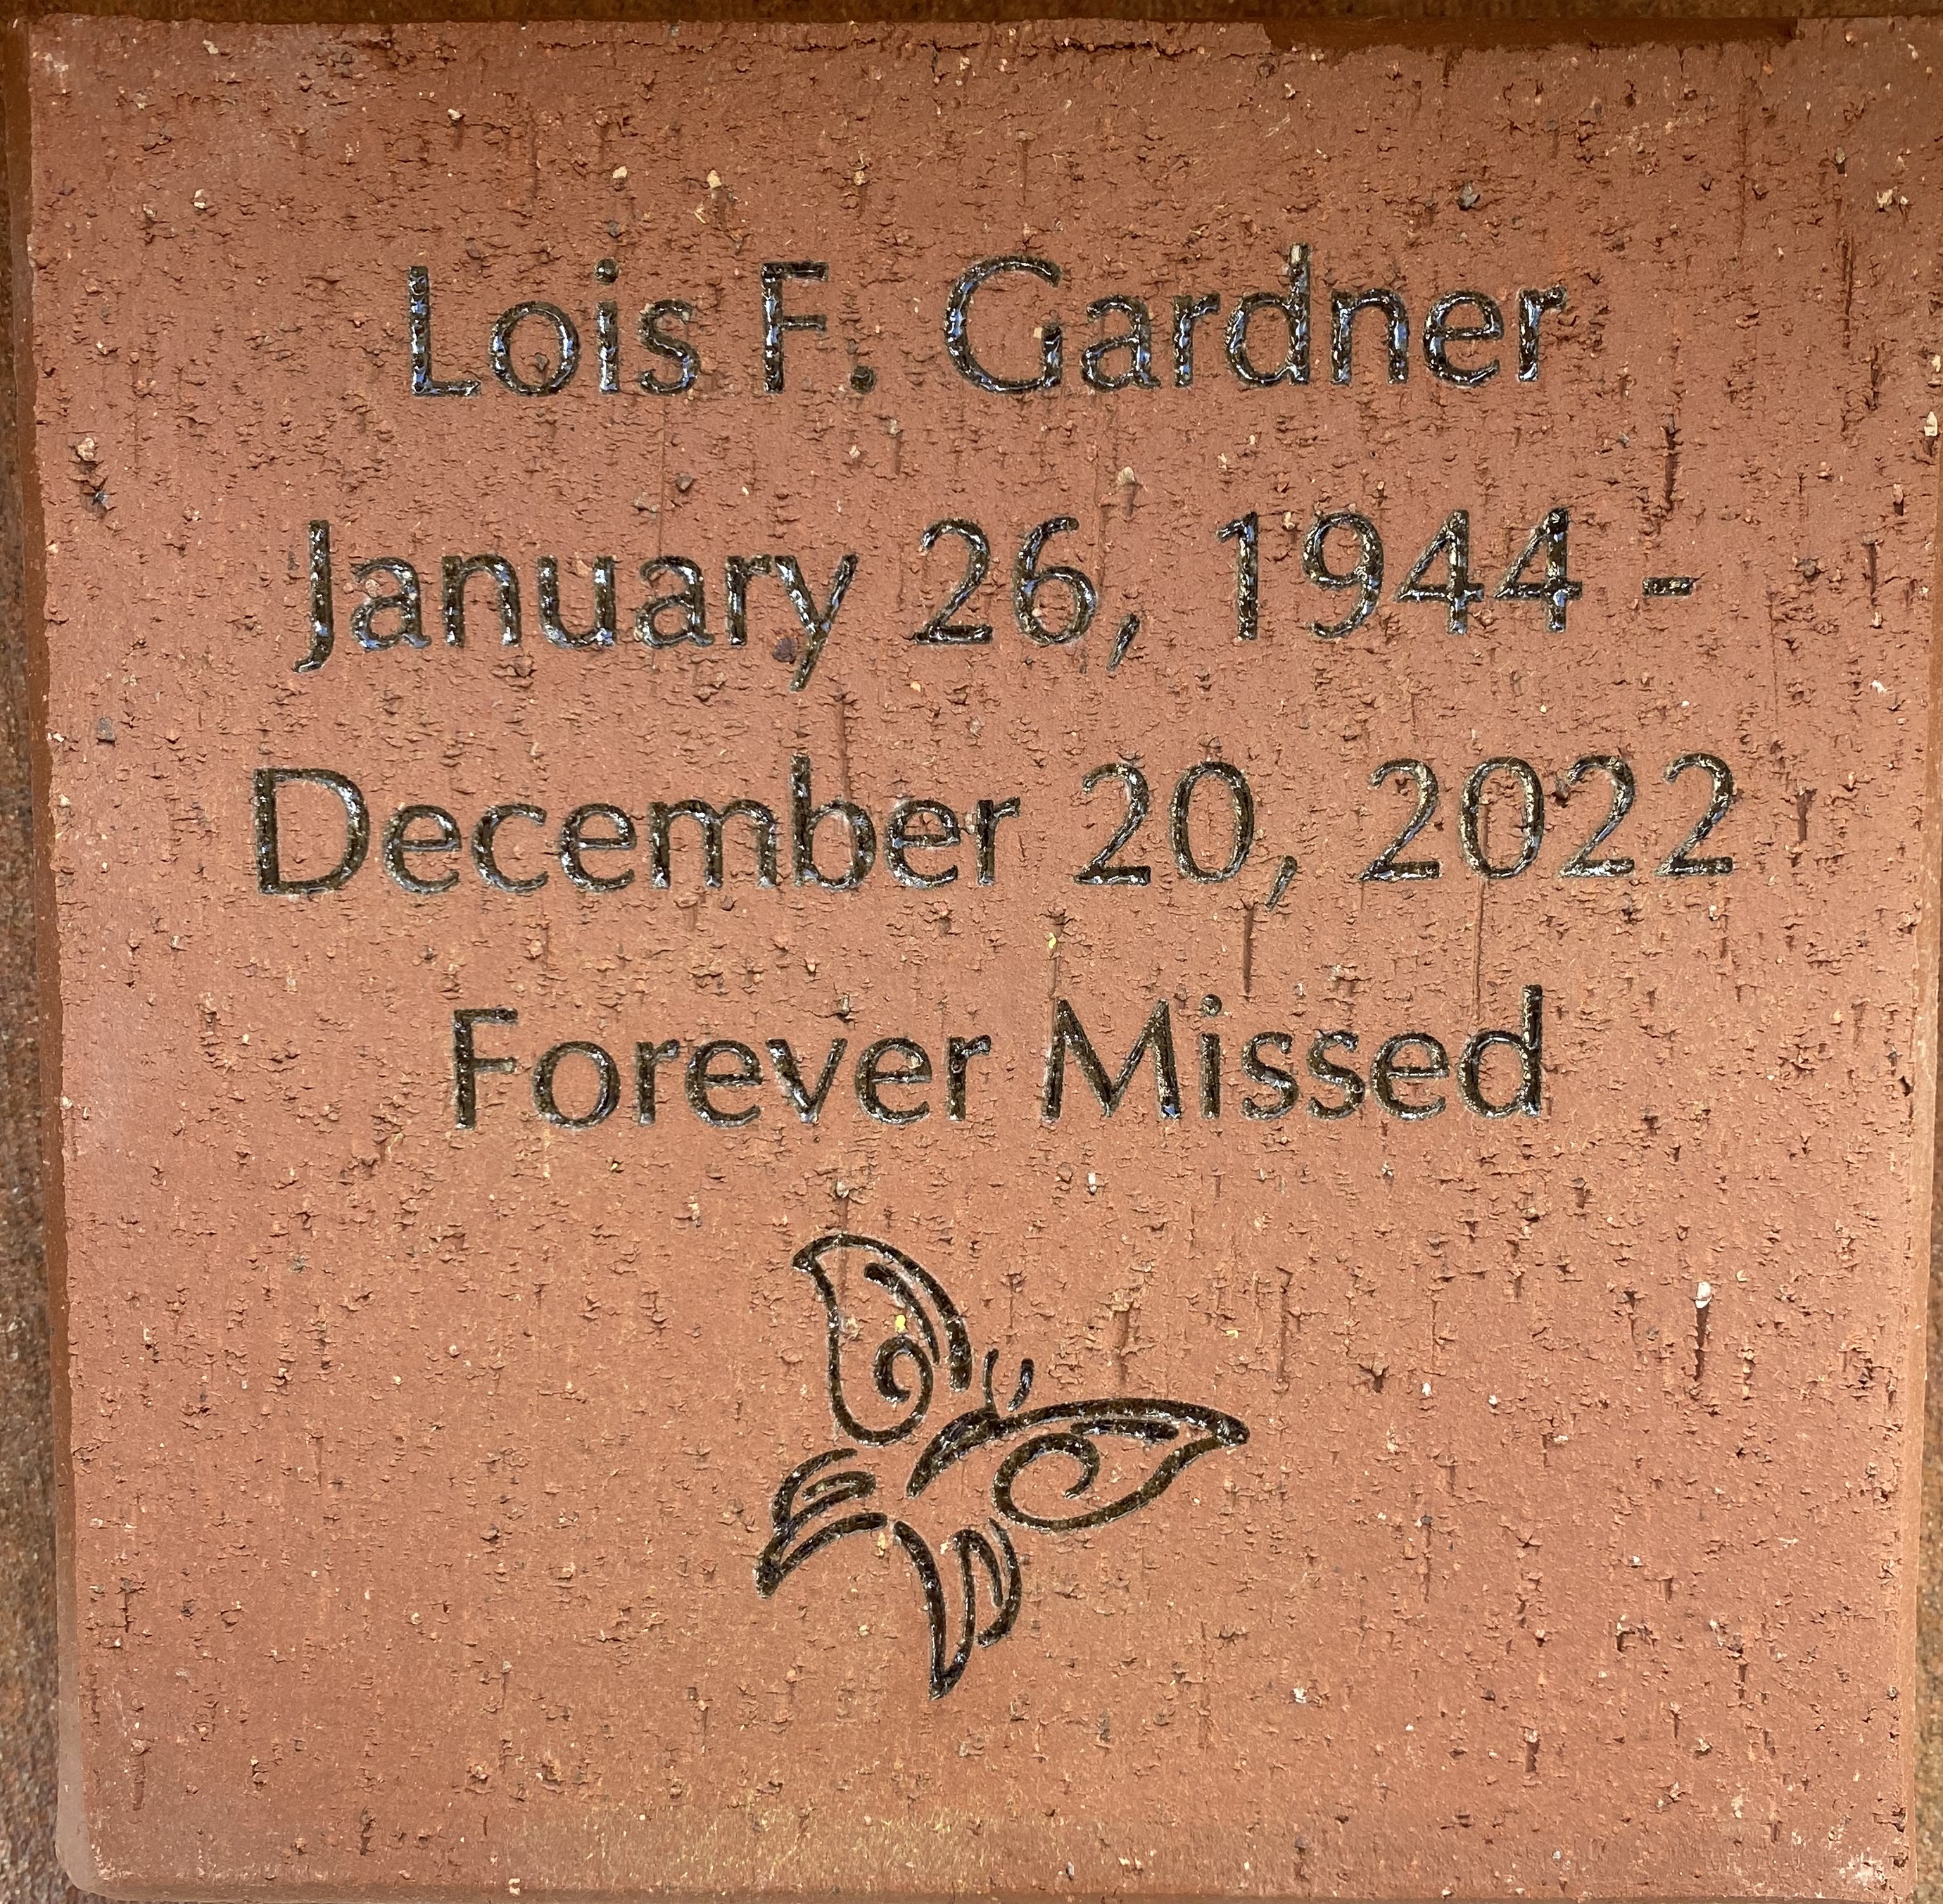 Lois F. Gardner
January 26, 1944 -
December 20, 2022
Forever Missed